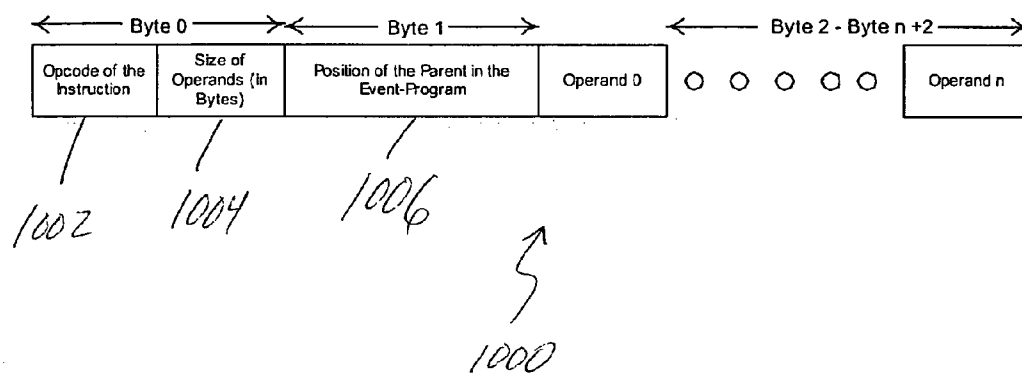 Byte 0
Byte 1
Byte 2 - Byte n +2
Opcode of the
Instruction
Size of
Operands (in
Bytes)
Position of the Parent in the
Event-Program
Operand 0
Operand n
1002
1004
1006
1000